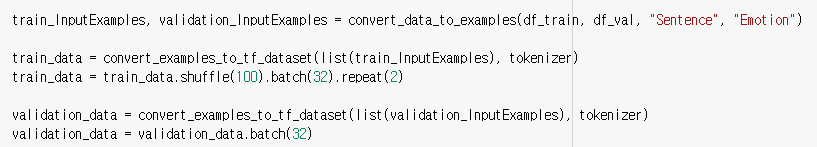 train_InputExamples, validation_InputExamples = convert_data_to_examples(df_train, df_val, "Sentence", "Emotion")
train_data = convert_examples_to_tf_dataset(list(train_InputExamples), tokenizer)
train_data = train_data.shuffle(100).batch(32).repeat(2)
validation_data = convert_examples_to_tf_dataset(list(validation_InputExamples), tokenizer)
validation_data = validation_data.batch(32)